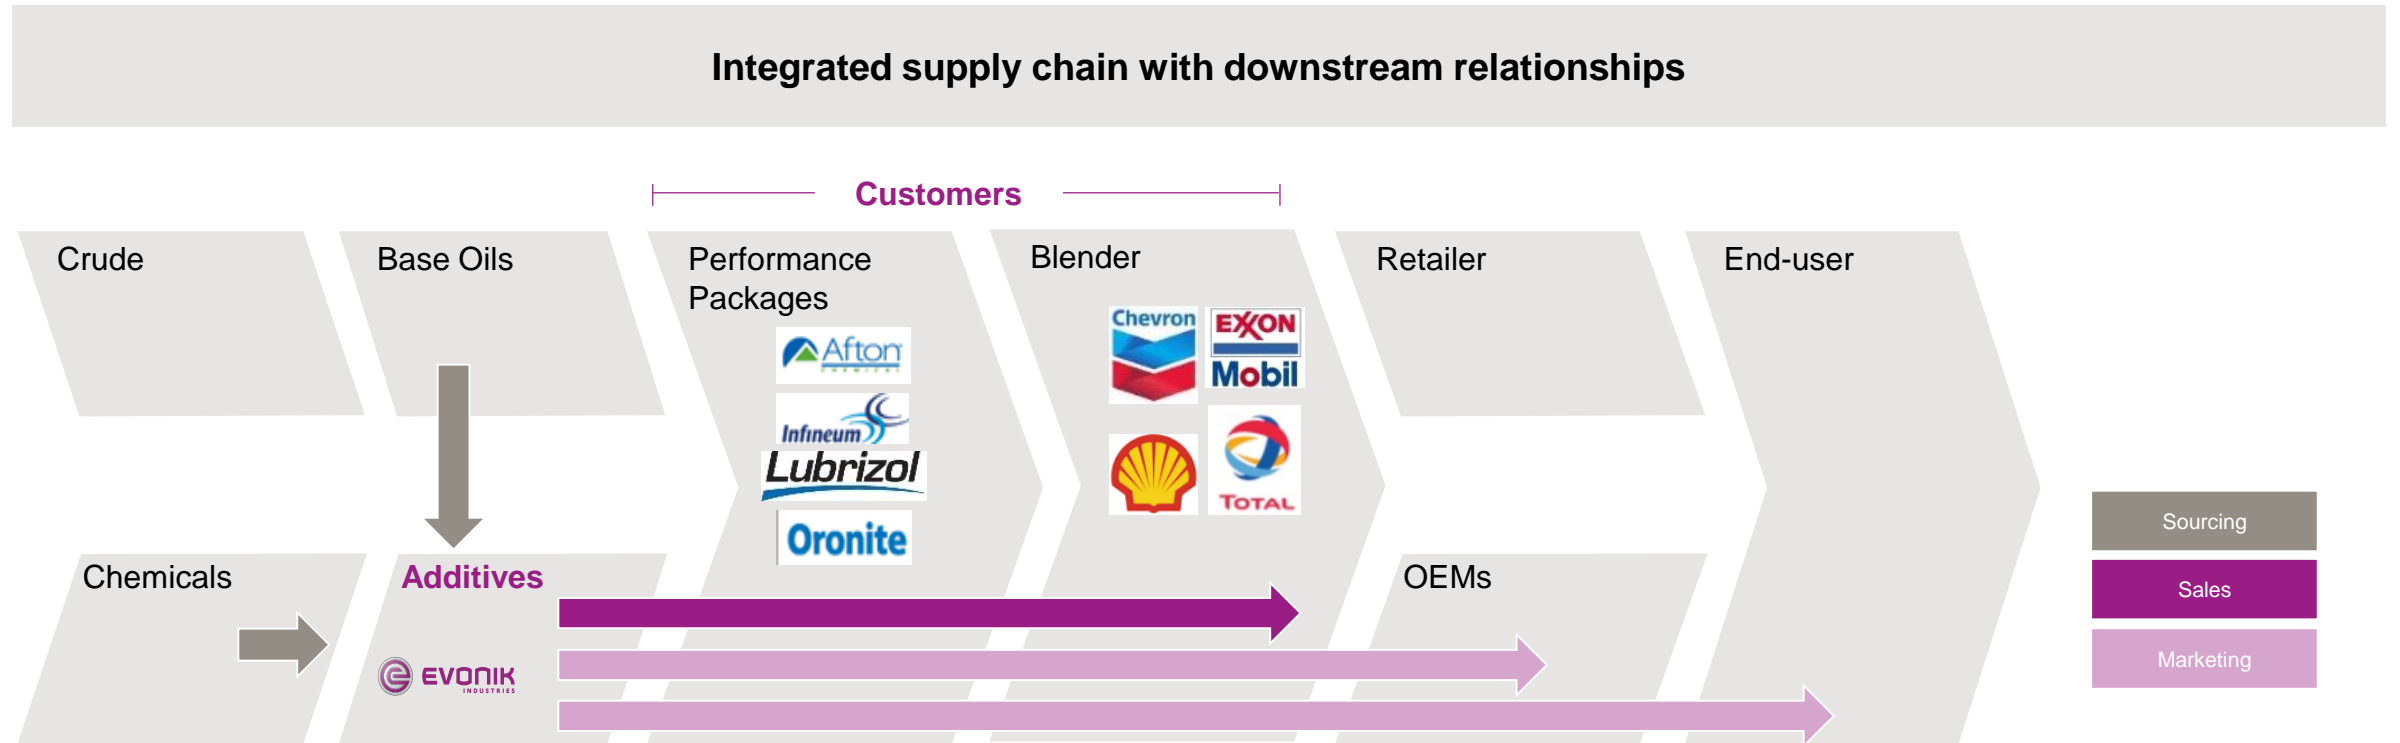 Integrated supply chain with downstream relationships
Customers
Crude
Base Oils
Performance
Packages
Blender
Retailer
End-user
Afton
CHEMICAL
Infineum
Lubrizol
Oronite
Chevron
EXXON
Mobil
TOTAL
Chemicals
Additives
OEMs
EVONIK
INDUSTRIES
Sourcing
Sales
Marketing